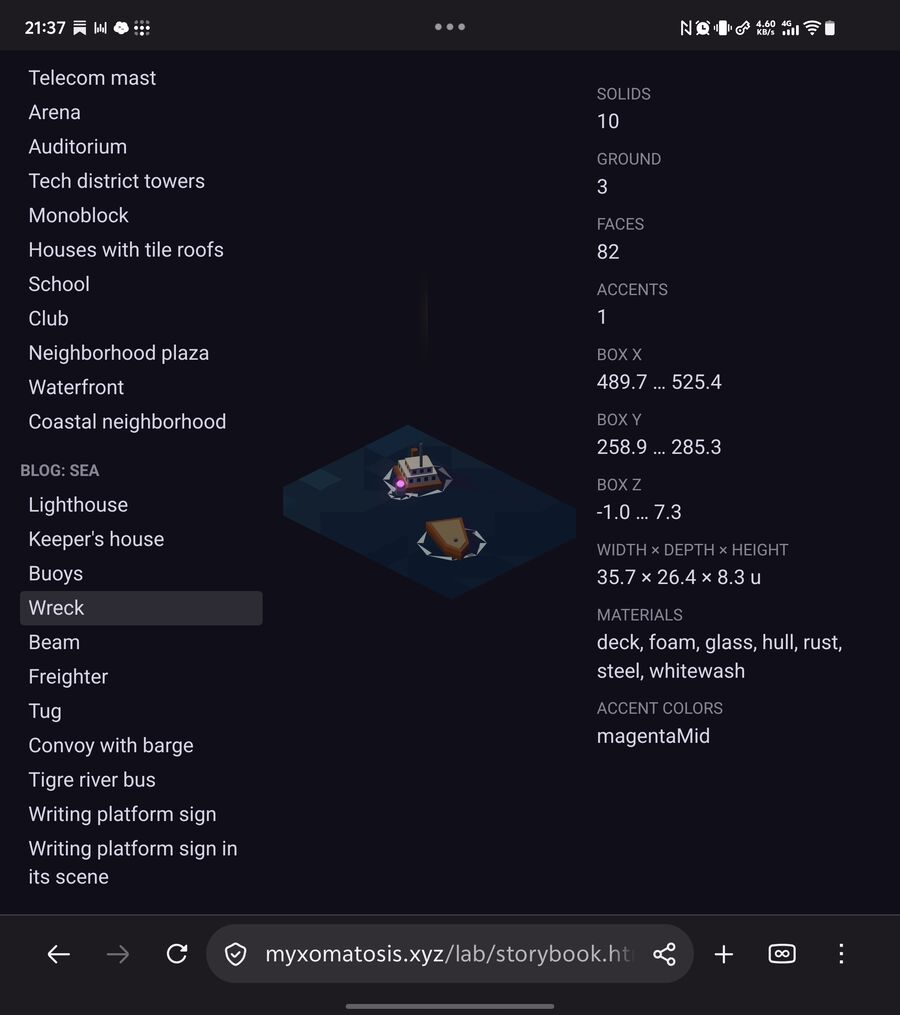 21:37
4.60
KB/s
4G
Telecom mast
Arena
Auditorium
Tech district towers
Monoblock
Houses with tile roofs
School
Club
Neighborhood plaza
Waterfront
Coastal neighborhood
BLOG: SEA
Lighthouse
Keeper's house
Buoys
Wreck
Beam
Freighter
Tug
Convoy with barge
Tigre river bus
Writing platform sign
Writing platform sign in
its scene
SOLIDS
10
GROUND
3
FACES
82
ACCENTS
1
BOX X
489.7 … 525.4
BOX Y
258.9 … 285.3
BOX Z
-1.0 … 7.3
WIDTH × DEPTH × HEIGHT
35.7 × 26.4 × 8.3 u
MATERIALS
deck, foam, glass, hull, rust,
steel, whitewash
ACCENT COLORS
magentaMid
myxomatosis.xyz/lab/storybook.ht